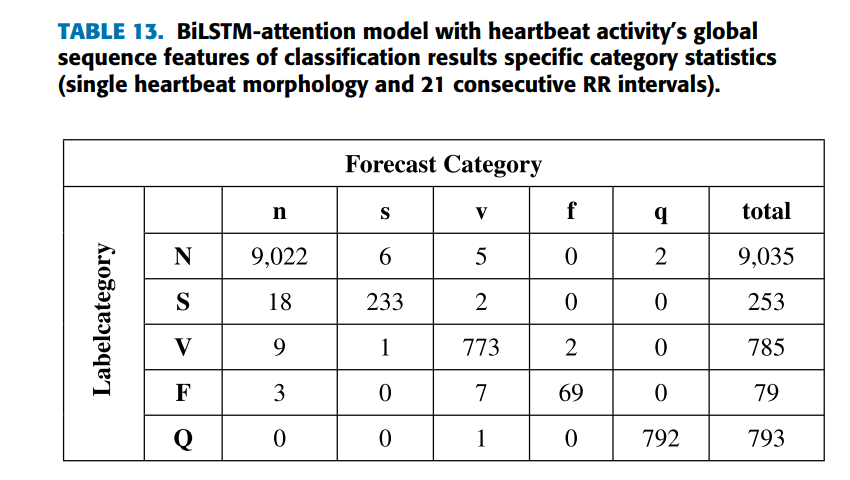 TABLE 13. BiLSTM-attention model with heartbeat activity's global
sequence features of classification results specific category statistics
(single heartbeat morphology and 21 consecutive RR intervals).
Forecast Category
Labelcategory
n s v f q total
N 9,022 6 5 0 2 9,035
S 18 233 2 0 0 253
V 9 1 773 2 0 785
F 3 0 7 69 0 79
Q 0 0 1 0 792 793